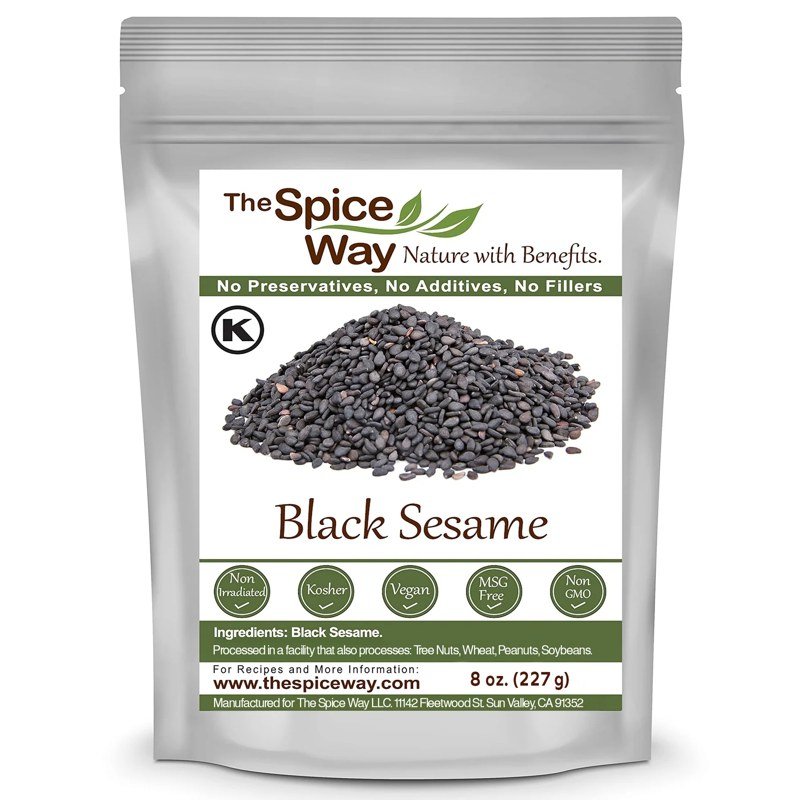 The Spice
Way Nature with Benefits.
No Preservatives, No Additives, No Fillers
K
Black Sesame
Non Irradiated
Kosher
Vegan
MSG Free
Non GMO
Ingredients: Black Sesame.
Processed in a facility that also processes: Tree Nuts, Wheat, Peanuts, Soybeans.
For Recipes and More Information:
www.thespiceway.com
8 oz. (227 g)
Manufactured for The Spice Way LLC. 11142 Fleetwood St. Sun Valley, CA 91352